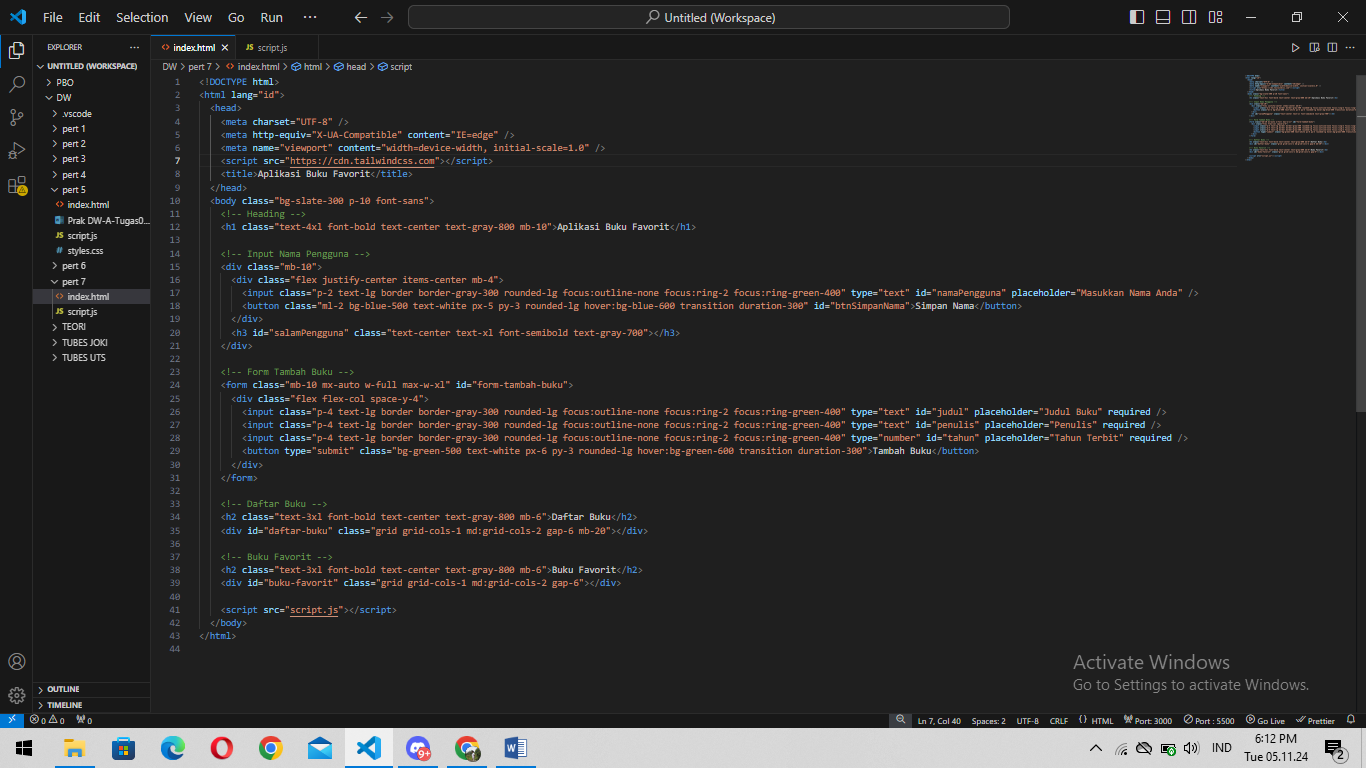 File Edit Selection View Go Run ···
Untitled (Workspace)
EXPLORER ···
UNTITLED (WORKSPACE)
PBO
DW
.vscode
pert 1
pert 2
pert 3
pert 4
pert 5
<> index.html
Prak DW-A-Tugas0...
JS script.js
# styles.css
pert 6
pert 7
<> index.html
JS script.js
TEORI
TUBES JOKI
TUBES UTS
OUTLINE
TIMELINE
<> index.html × JS script.js
DW > pert 7 > <> index.html > html > head > script
1 <!DOCTYPE html>
2 <html lang="id">
3 <head>
4 <meta charset="UTF-8" />
5 <meta http-equiv="X-UA-Compatible" content="IE=edge" />
6 <meta name="viewport" content="width=device-width, initial-scale=1.0" />
7 <script src="https://cdn.tailwindcss.com"></script>
8 <title>Aplikasi Buku Favorit</title>
9 </head>
10 <body class="bg-slate-300 p-10 font-sans">
11 <!-- Heading -->
12 <h1 class="text-4xl font-bold text-center text-gray-800 mb-10">Aplikasi Buku Favorit</h1>
13
14 <!-- Input Nama Pengguna -->
15 <div class="mb-10">
16 <div class="flex justify-center items-center mb-4">
17 <input class="p-2 text-lg border border-gray-300 rounded-lg focus:outline-none focus:ring-2 focus:ring-green-400" type="text" id="namaPengguna" placeholder="Masukkan Nama Anda" />
18 <button class="ml-2 bg-blue-500 text-white px-5 py-3 rounded-lg hover:bg-blue-600 transition duration-300" id="btnSimpanNama">Simpan Nama</button>
19 </div>
20 <h3 id="salamPengguna" class="text-center text-xl font-semibold text-gray-700"></h3>
21 </div>
22
23 <!-- Form Tambah Buku -->
24 <form class="mb-10 mx-auto w-full max-w-xl" id="form-tambah-buku">
25 <div class="flex flex-col space-y-4">
26 <input class="p-4 text-lg border border-gray-300 rounded-lg focus:outline-none focus:ring-2 focus:ring-green-400" type="text" id="judul" placeholder="Judul Buku" required />
27 <input class="p-4 text-lg border border-gray-300 rounded-lg focus:outline-none focus:ring-2 focus:ring-green-400" type="text" id="penulis" placeholder="Penulis" required />
28 <input class="p-4 text-lg border border-gray-300 rounded-lg focus:outline-none focus:ring-2 focus:ring-green-400" type="number" id="tahun" placeholder="Tahun Terbit" required />
29 <button type="submit" class="bg-green-500 text-white px-6 py-3 rounded-lg hover:bg-green-600 transition duration-300">Tambah Buku</button>
30 </div>
31 </form>
32
33 <!-- Daftar Buku -->
34 <h2 class="text-3xl font-bold text-center text-gray-800 mb-6">Daftar Buku</h2>
35 <div id="daftar-buku" class="grid grid-cols-1 md:grid-cols-2 gap-6 mb-20"></div>
36
37 <!-- Buku Favorit -->
38 <h2 class="text-3xl font-bold text-center text-gray-800 mb-6">Buku Favorit</h2>
39 <div id="buku-favorit" class="grid grid-cols-1 md:grid-cols-2 gap-6"></div>
40
41 <script src="script.js"></script>
42 </body>
43 </html>
44
Activate Windows
Go to Settings to activate Windows.
0 0 0
Ln 7, Col 40 Spaces: 2 UTF-8 CRLF {} HTML Port: 3000 Port : 5500 Go Live Prettier
9+
IND
6:12 PM
Tue 05.11.24
2